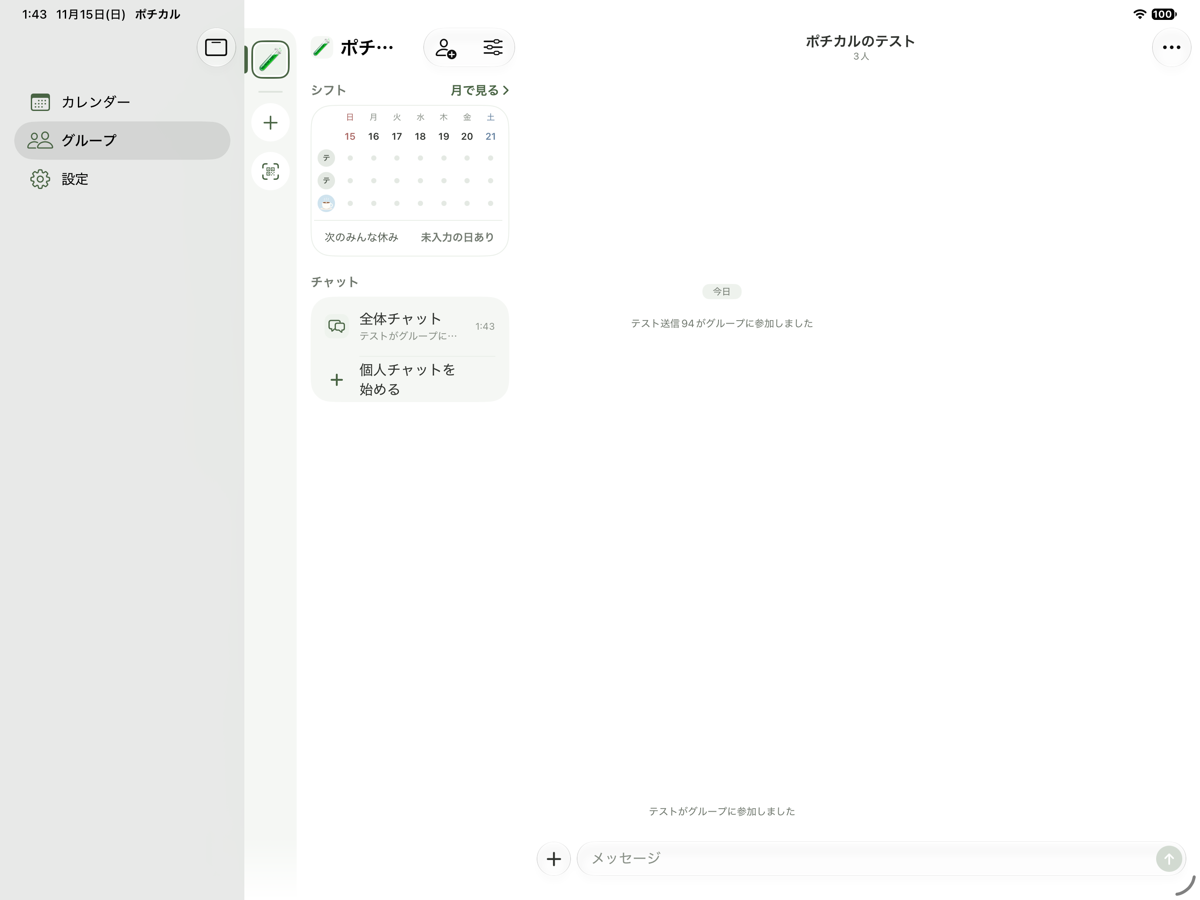 1:43 11月15日(日) ポチカル
100
カレンダー
グループ
設定
ポチ…
シフト
月で見る
日 月 火 水 木 金 土
15 16 17 18 19 20 21
テ
テ
次のみんな休み 未入力の日あり
チャット
全体チャット
テストがグループに…
1:43
個人チャットを
始める
ポチカルのテスト
3人
今日
テスト送信94がグループに参加しました
テストがグループに参加しました
メッセージ